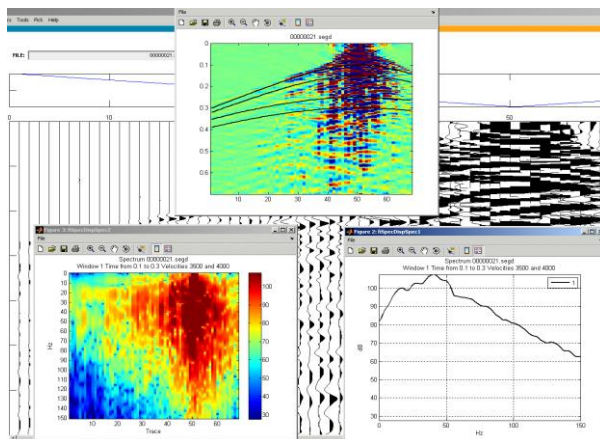 File
Tools Pick Help
FILE:
00000021.
00000021.segd
0
0.1
0.2
0.3
0.4
0.5
0.6
10 20 30 40 50 60
0 10 50
Figure 3: fISpecDispSpec2
File
Spectrum 00000021.segd
Window 1 Time from 0.1 to 0.3 Velocities 3500 and 4000
0
10
20
30
40
50
60
70
80
90
100
110
120
130
140
150
Hz
10 20 30 40 50 60
Trace
100
90
80
70
60
50
40
30
Figure 2: fISpecDispSpec1
File
Spectrum 00000021.segd
Window 1 Time from 0.1 to 0.3 Velocities 3500 and 4000
1
100
90
80
70
60
50
40
30
dB
0 50 100 150
Hz